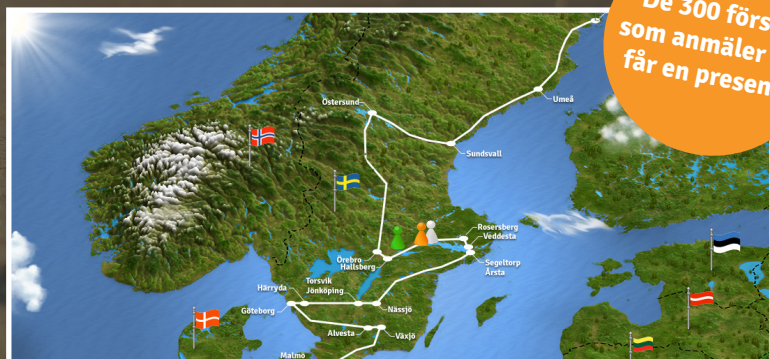 De 300 förs
som anmäler
får en presen
Östersund
Umeå
Sundsvall
Rosersberg
Veddesta
Örebro
Hallsberg
Segeltorp
Årsta
Torsvik
Jönköping
Härryda
Göteborg
Nässjö
Alvesta
Växjö
Malmö